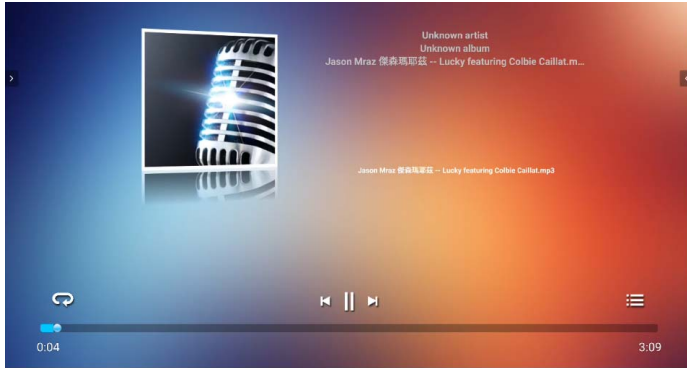 Unknown artist
Unknown album
Jason Mraz 傑森瑪耶茲 -- Lucky featuring Colbie Caillat.m...
Jason Mraz 傑森瑪耶茲 -- Lucky featuring Colbie Caillat.mp3
0:04
3:09